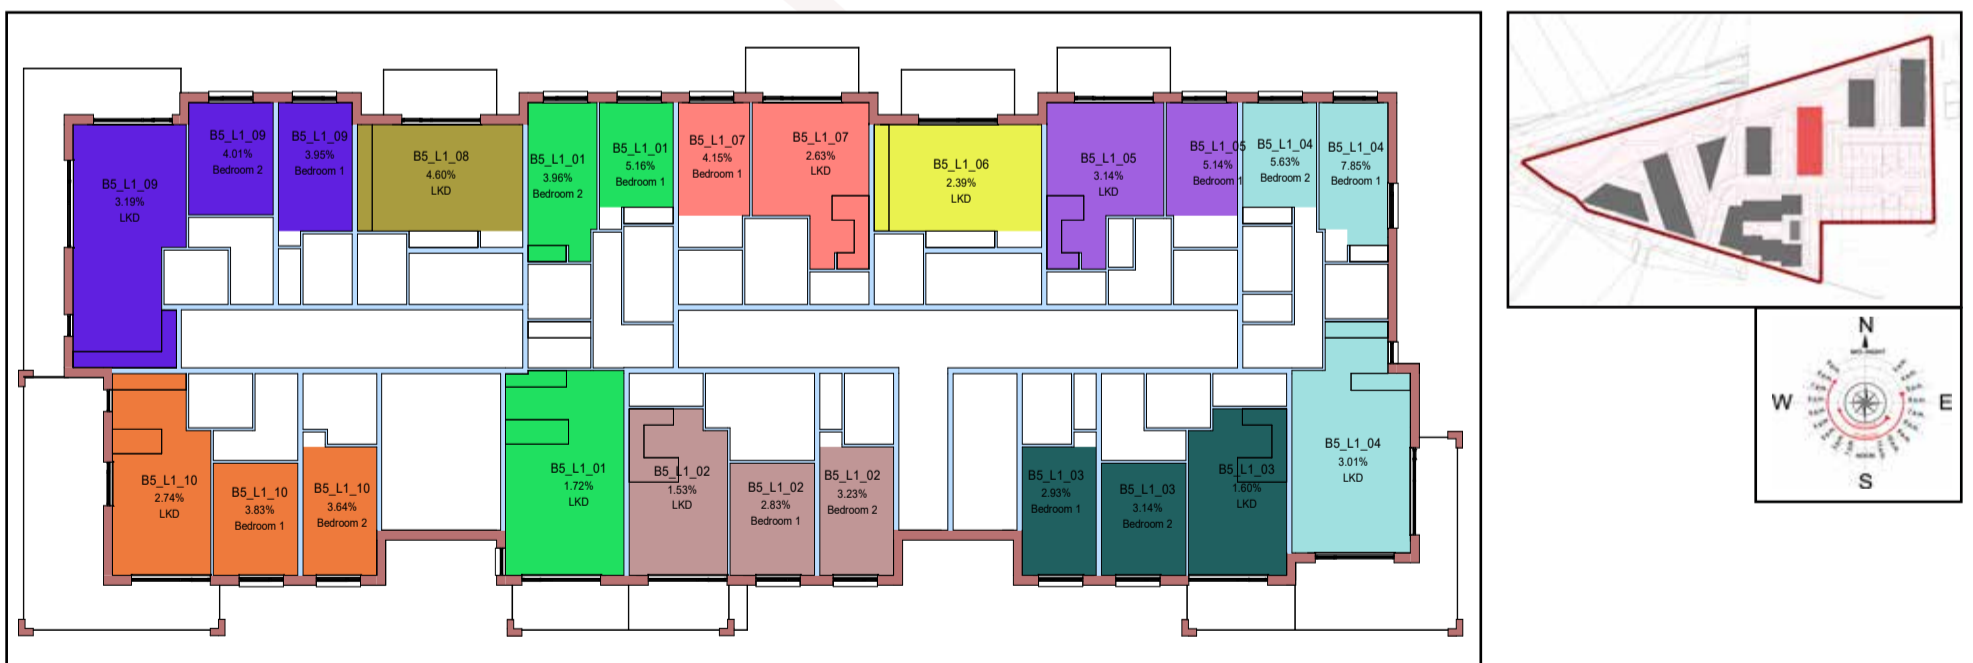 B5_L1_09
3.19%
LKD
B5_L1_09
4.01%
Bedroom 2
B5_L1_09
3.95%
Bedroom 1
B5_L1_08
4.60%
LKD
B5_L1_01
3.96%
Bedroom 2
B5_L1_01
5.16%
Bedroom 1
B5_L1_07
4.15%
Bedroom 1
B5_L1_07
2.63%
LKD
B5_L1_06
2.39%
LKD
B5_L1_05
3.14%
LKD
B5_L1_05
5.14%
Bedroom 1
B5_L1_04
5.63%
Bedroom 2
B5_L1_04
7.85%
Bedroom 1
B5_L1_10
2.74%
LKD
B5_L1_10
3.83%
Bedroom 1
B5_L1_10
3.64%
Bedroom 2
B5_L1_01
1.72%
LKD
B5_L1_02
1.53%
LKD
B5_L1_02
2.83%
Bedroom 1
B5_L1_02
3.23%
Bedroom 2
B5_L1_03
2.93%
Bedroom 1
B5_L1_03
3.14%
Bedroom 2
B5_L1_03
1.60%
LKD
B5_L1_04
3.01%
LKD
N
W
E
S